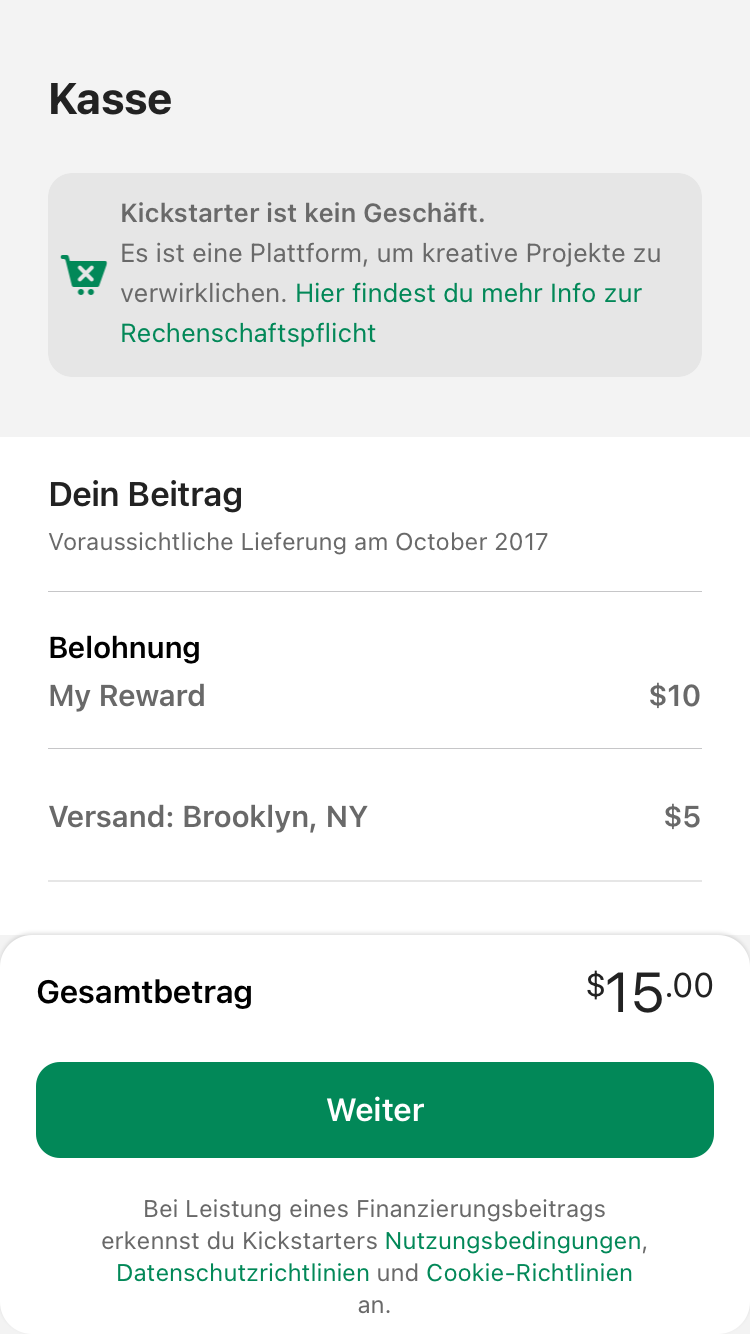 Kasse
Kickstarter ist kein Geschäft.
Es ist eine Plattform, um kreative Projekte zu
verwirklichen. Hier findest du mehr Info zur
Rechenschaftspflicht
Dein Beitrag
Voraussichtliche Lieferung am October 2017
Belohnung
My Reward $10
Versand: Brooklyn, NY $5
Gesamtbetrag $15.00
Weiter
Bei Leistung eines Finanzierungsbeitrags
erkennst du Kickstarters Nutzungsbedingungen,
Datenschutzrichtlinien und Cookie-Richtlinien
an.